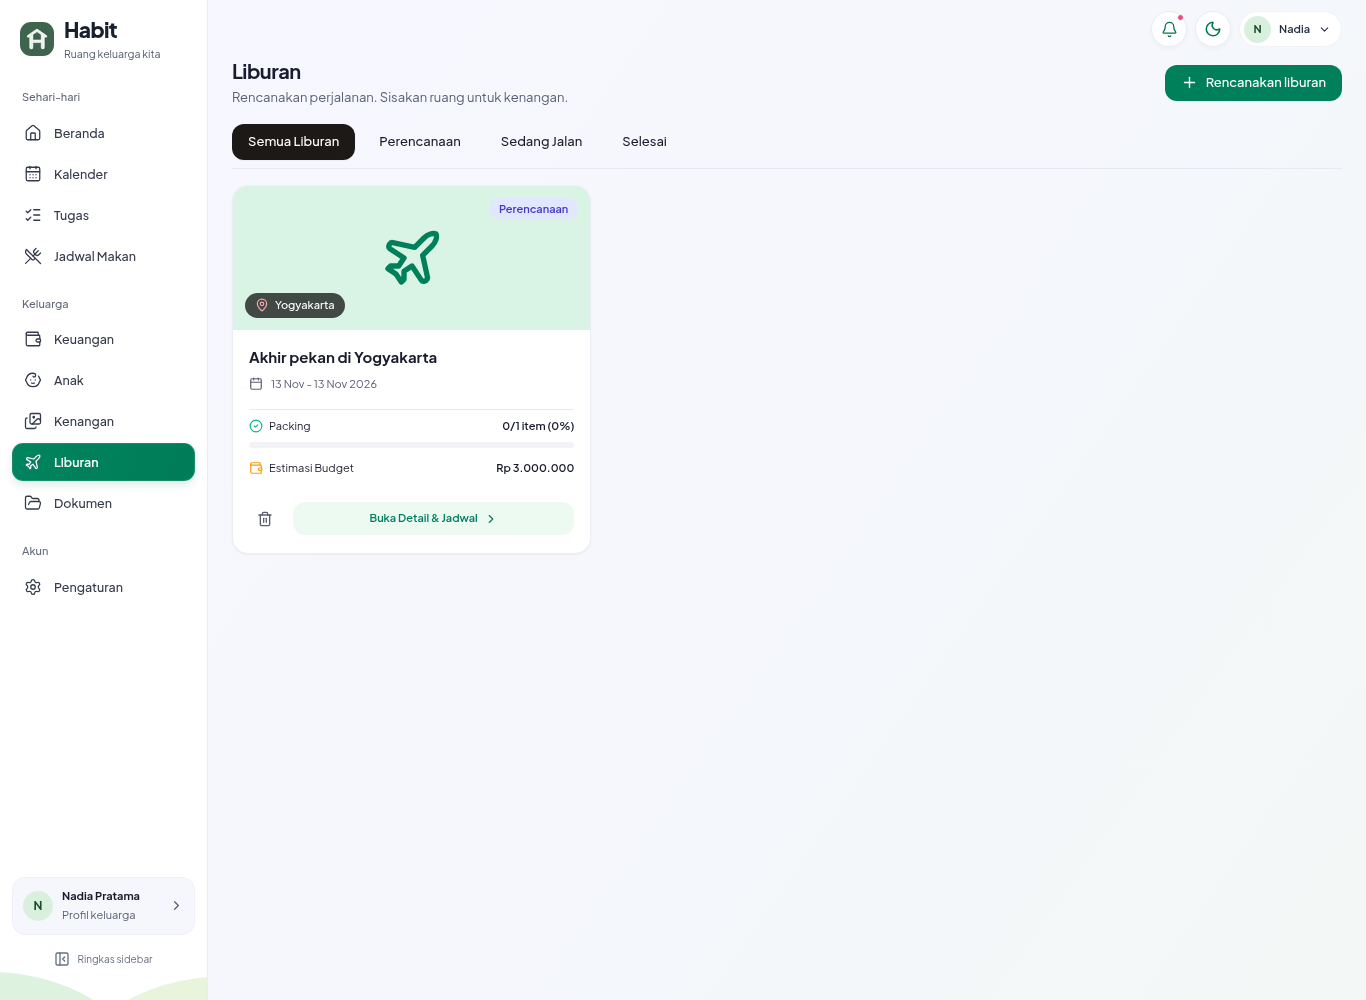 Habit
Ruang keluarga kita
Sehari-hari
Beranda
Kalender
Tugas
Jadwal Makan
Keluarga
Keuangan
Anak
Kenangan
Liburan
Dokumen
Akun
Pengaturan
N
Nadia Pratama
Profil keluarga
Ringkas sidebar
N
Nadia
Liburan
Rencanakan perjalanan. Sisakan ruang untuk kenangan.
Rencanakan liburan
Semua Liburan
Perencanaan
Sedang Jalan
Selesai
Perencanaan
Yogyakarta
Akhir pekan di Yogyakarta
13 Nov - 13 Nov 2026
Packing
0/1 item (0%)
Estimasi Budget
Rp 3.000.000
Buka Detail & Jadwal